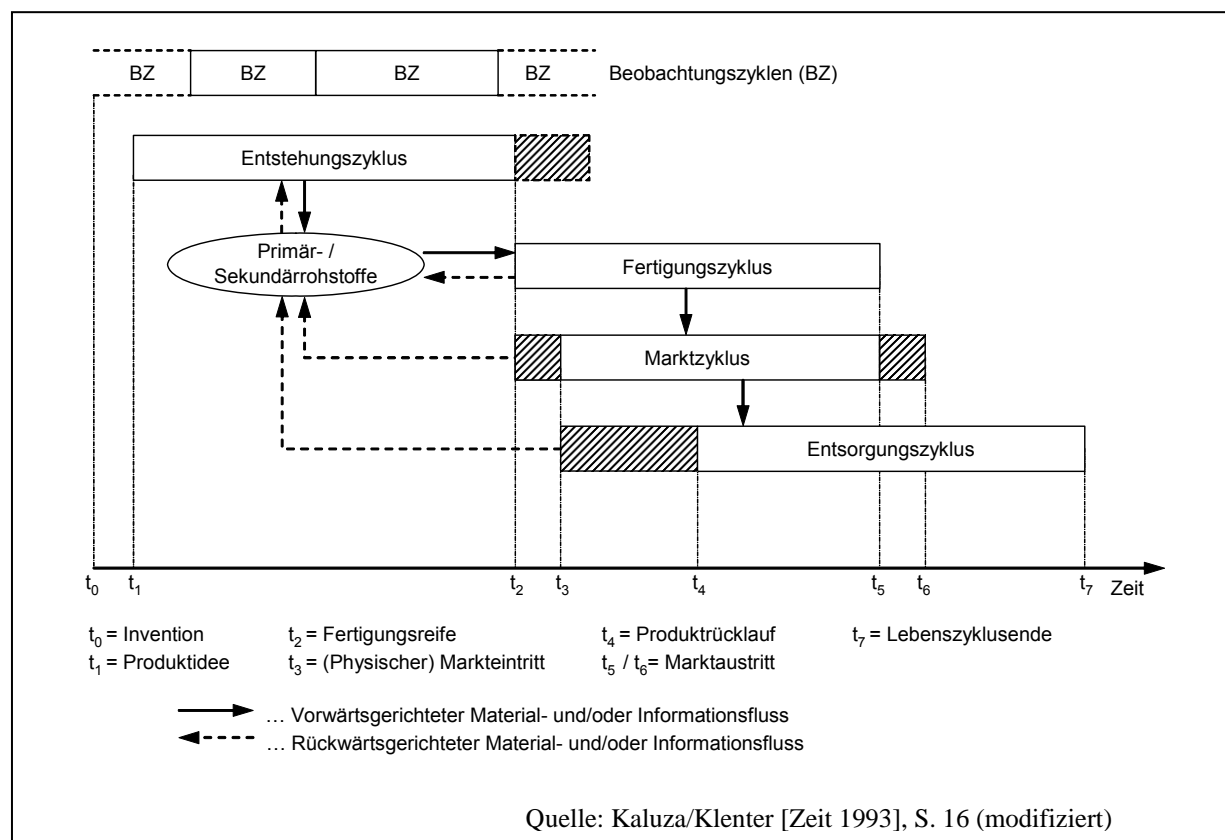 BZ BZ BZ BZ Beobachtungszyklen (BZ)
Entstehungszyklus
Primär- /
Sekundärrohstoffe
Fertigungszyklus
Marktzyklus
Entsorgungszyklus
t0 t1 t2 t3 t4 t5 t6 t7 Zeit
t0 = Invention t2 = Fertigungsreife t4 = Produktrücklauf t7 = Lebenszyklusende
t1 = Produktidee t3 = (Physischer) Markteintritt t5 / t6= Marktaustritt
… Vorwärtsgerichteter Material- und/oder Informationsfluss
… Rückwärtsgerichteter Material- und/oder Informationsfluss
Quelle: Kaluza/Klenter [Zeit 1993], S. 16 (modifiziert)